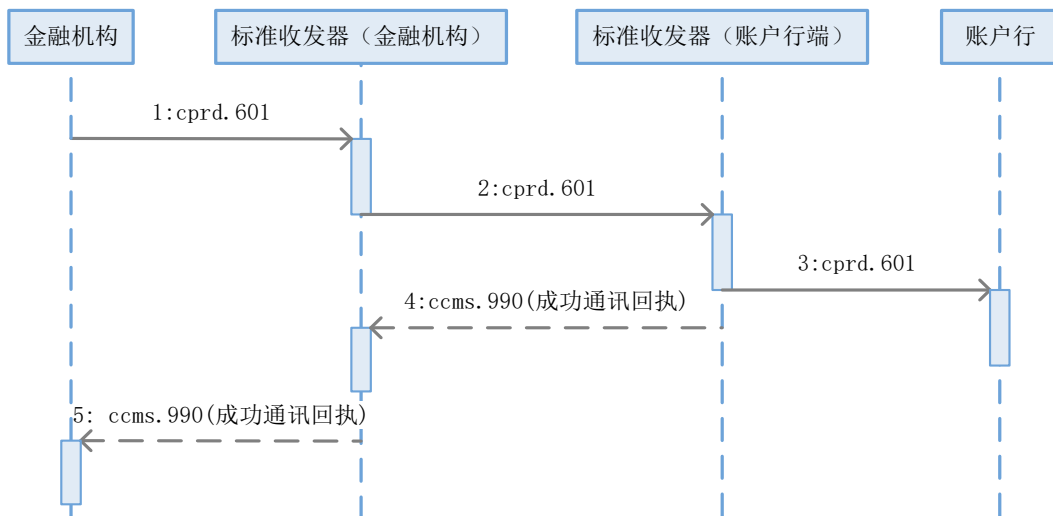 金融机构
标准收发器（金融机构）
标准收发器（账户行端）
账户行
1:cprd.601
2:cprd.601
3:cprd.601
4:ccms.990(成功通讯回执)
5: ccms.990(成功通讯回执)